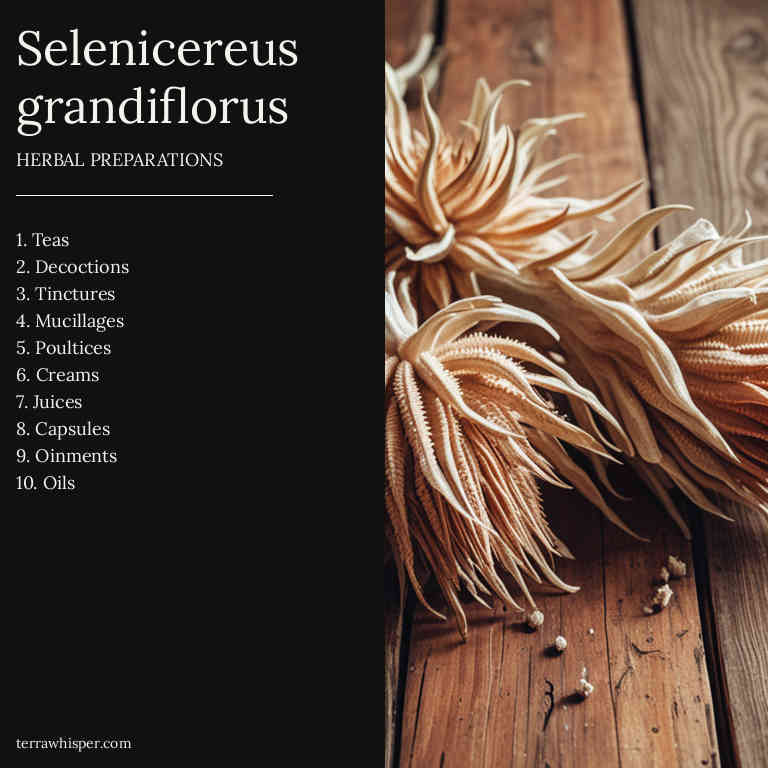 Selenicereus
grandiflorus
HERBAL PREPARATIONS
1. Teas
2. Decoctions
3. Tinctures
4. Mucillages
5. Poultices
6. Creams
7. Juices
8. Capsules
9. Oinments
10. Oils
terrawhisper.com